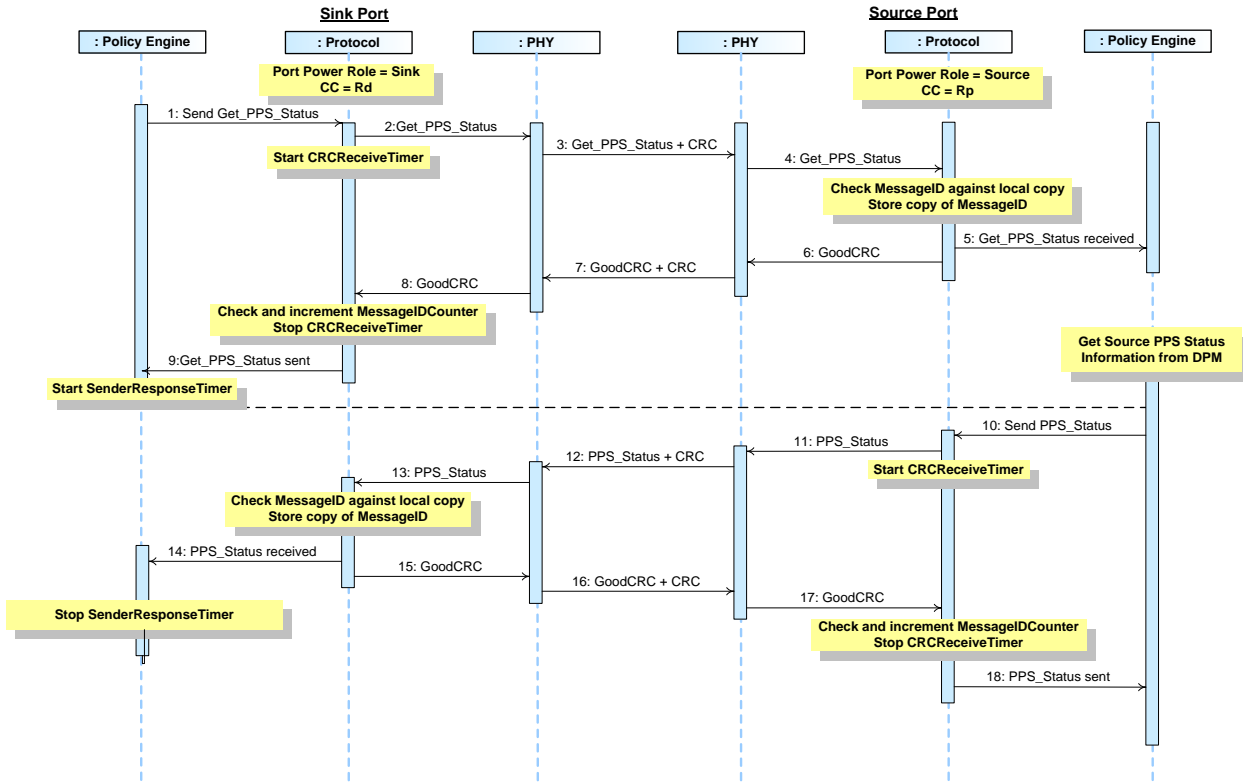 Sink Port
Source Port
: Policy Engine
: Protocol
: PHY
: PHY
: Protocol
: Policy Engine
Port Power Role = Sink
CC = Rd
Port Power Role = Source
CC = Rp
1: Send Get_PPS_Status
2:Get_PPS_Status
Start CRCReceiveTimer
3: Get_PPS_Status + CRC
4: Get_PPS_Status
Check MessageID against local copy
Store copy of MessageID
5: Get_PPS_Status received
6: GoodCRC
7: GoodCRC + CRC
8: GoodCRC
Check and increment MessageIDCounter
Stop CRCReceiveTimer
9:Get_PPS_Status sent
Start SenderResponseTimer
Get Source PPS Status
Information from DPM
10: Send PPS_Status
11: PPS_Status
Start CRCReceiveTimer
12: PPS_Status + CRC
13: PPS_Status
Check MessageID against local copy
Store copy of MessageID
14: PPS_Status received
15: GoodCRC
16: GoodCRC + CRC
17: GoodCRC
Stop SenderResponseTimer
Check and increment MessageIDCounter
Stop CRCReceiveTimer
18: PPS_Status sent